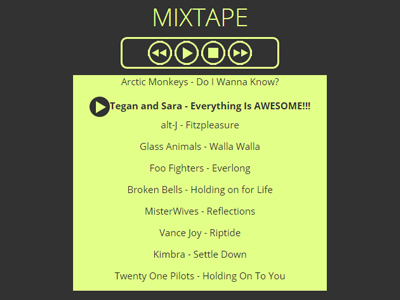 MIXTAPE
Arctic Monkeys - Do I Wanna Know?
Tegan and Sara - Everything Is AWESOME!!!
alt-J - Fitzpleasure
Glass Animals - Walla Walla
Foo Fighters - Everlong
Broken Bells - Holding on for Life
MisterWives - Reflections
Vance Joy - Riptide
Kimbra - Settle Down
Twenty One Pilots - Holding On To You